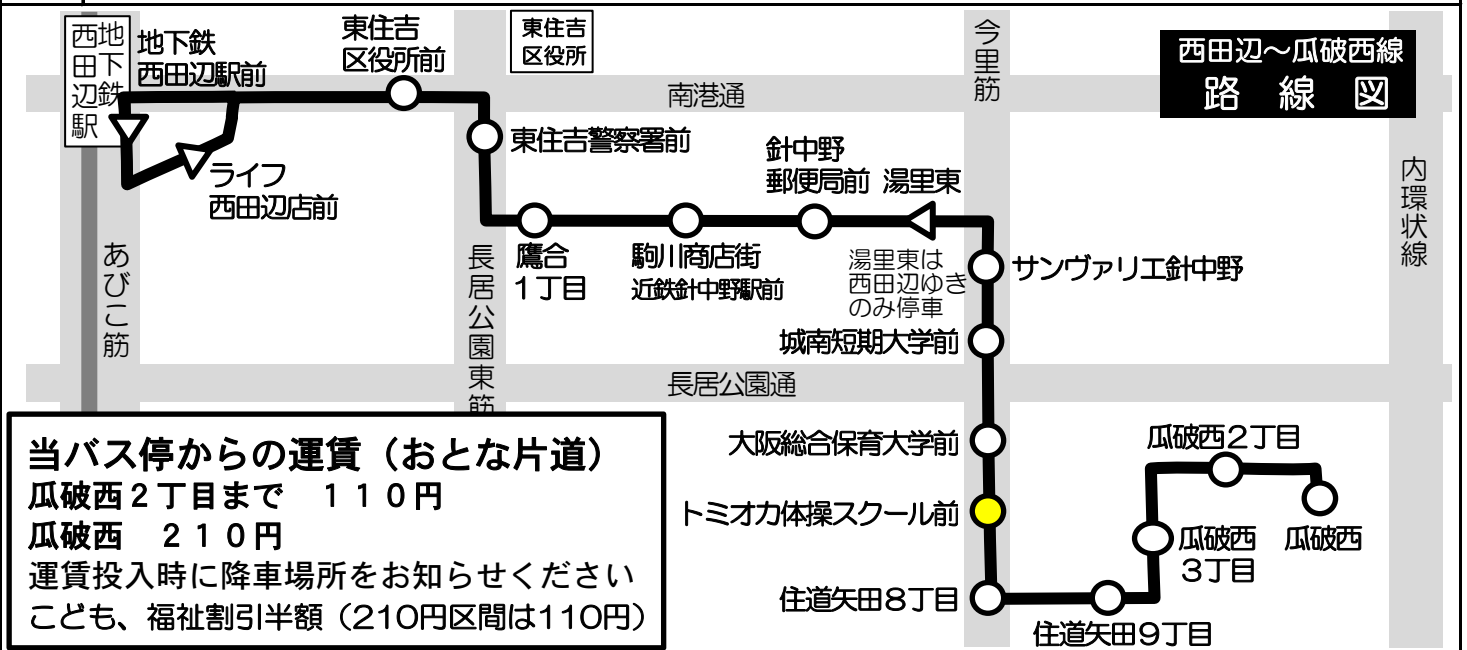 地下鉄
西田辺駅
地下鉄
西田辺駅前
東住吉
区役所前
東住吉
区役所
今里筋
西田辺～瓜破西線
路線図
南港通
東住吉警察署前
ライフ
西田辺店前
針中野
郵便局前
湯里東
内環状線
あびこ筋
長居公園東筋
鷹合
1丁目
駒川商店街
近鉄針中野駅前
湯里東は
西田辺ゆき
のみ停車
サンヴァリエ針中野
城南短期大学前
長居公園通
大阪総合保育大学前
トミオカ体操スクール前
住道矢田8丁目
住道矢田9丁目
瓜破西
3丁目
瓜破西2丁目
瓜破西
当バス停からの運賃（おとな片道）
瓜破西２丁目まで　１１０円
瓜破西　２１０円
運賃投入時に降車場所をお知らせください
こども、福祉割引半額（210円区間は110円）